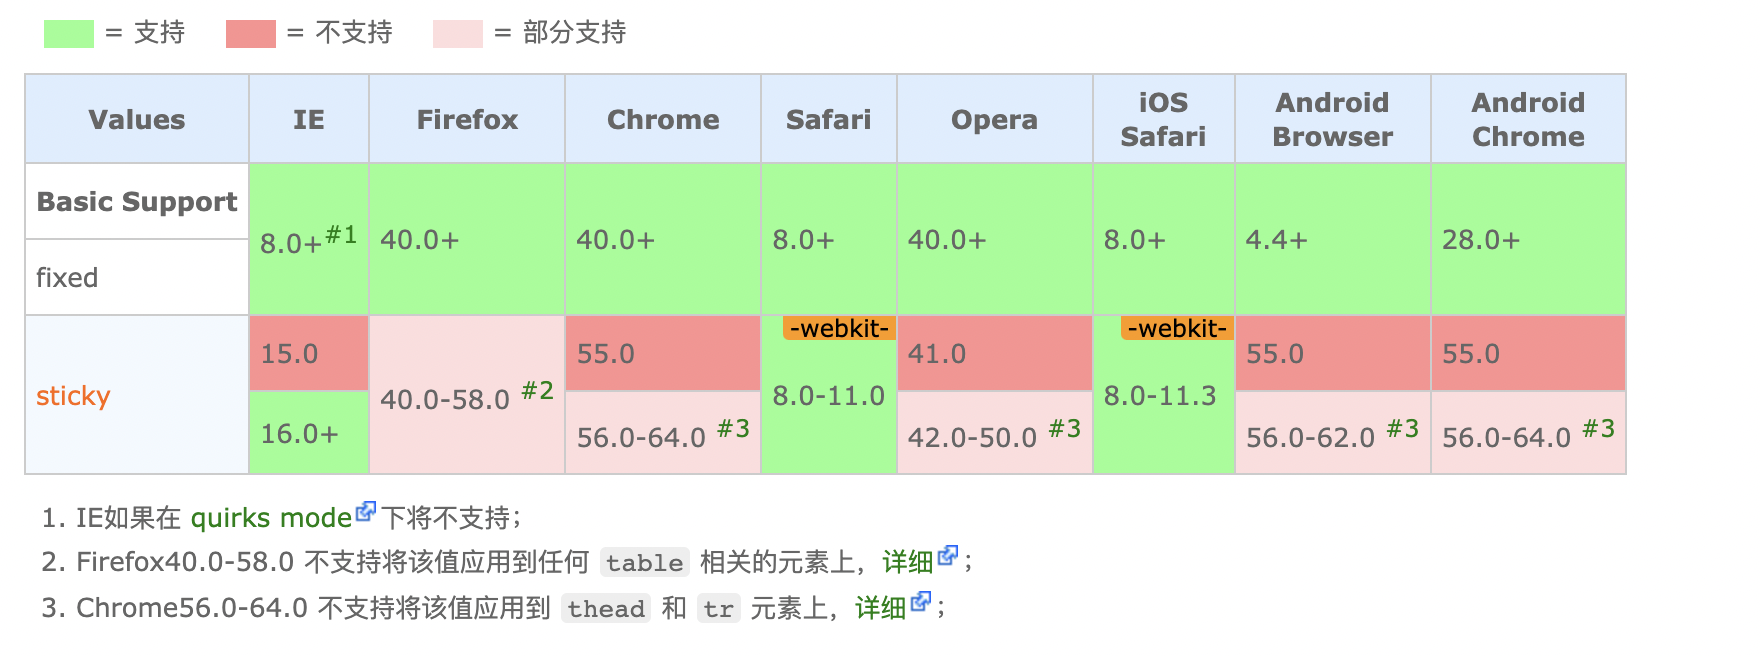 = 支持 = 不支持 = 部分支持
Values IE Firefox Chrome Safari Opera iOS Safari Android Browser Android Chrome
Basic Support
8.0+#1 40.0+ 40.0+ 8.0+ 40.0+ 8.0+ 4.4+ 28.0+
fixed
-webkit- -webkit-
15.0 55.0 41.0 55.0 55.0
sticky 40.0-58.0 #2 8.0-11.0 8.0-11.3
16.0+ 56.0-64.0 #3 42.0-50.0 #3 56.0-62.0 #3 56.0-64.0 #3
1. IE如果在 quirks mode下将不支持；
2. Firefox40.0-58.0 不支持将该值应用到任何 table 相关的元素上，详细；
3. Chrome56.0-64.0 不支持将该值应用到 thead 和 tr 元素上，详细；